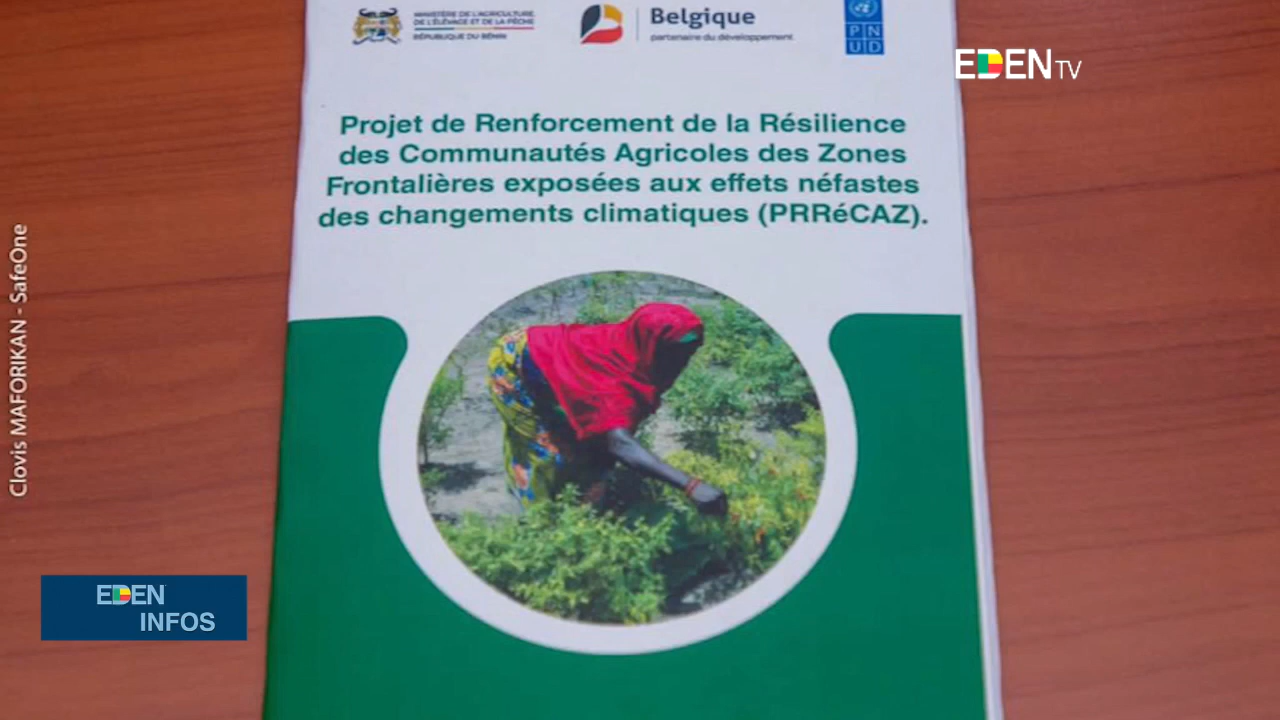 MINISTÈRE DE L'AGRICULTURE,
DE L'ÉLEVAGE ET DE LA PÊCHE
RÉPUBLIQUE DU BÉNIN
Belgique
partenaire du développement
PN
UD
EDEN TV
Projet de Renforcement de la Résilience
des Communautés Agricoles des Zones
Frontalières exposées aux effets néfastes
des changements climatiques (PRRéCAZ).
Clovis MAFORIKAN - SafeOne
EDEN
INFOS